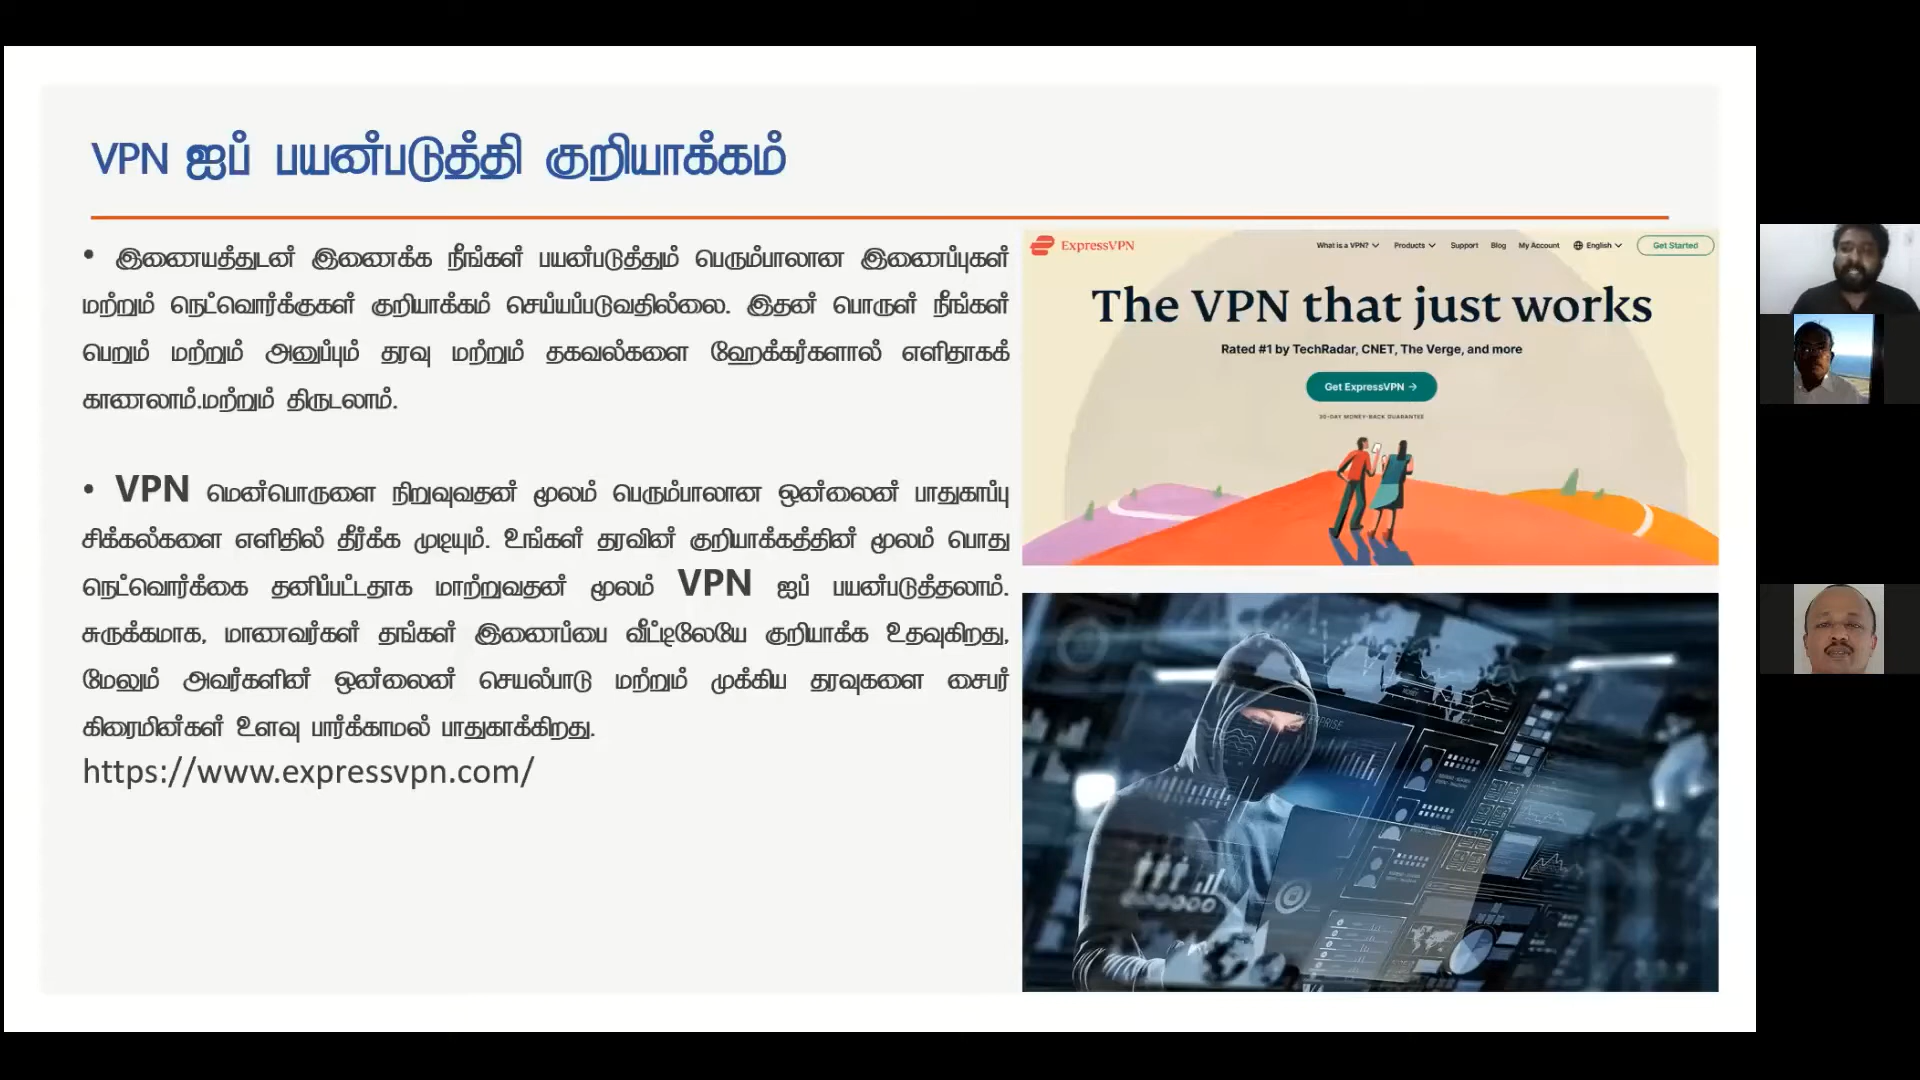 VPN ஐப் பயன்படுத்தி குறியாக்கம்
• இணையத்துடன் இணைக்க நீங்கள் பயன்படுத்தும் பெரும்பாலான இணைப்புகள்
மற்றும் நெட்வொர்க்குகள் குறியாக்கம் செய்யப்படுவதில்லை. இதன் பொருள் நீங்கள்
பெறும் மற்றும் அனுப்பும் தரவு மற்றும் தகவல்களை ஹேக்கர்களால் எளிதாகக்
காணலாம்.மற்றும் திருடலாம்.
• VPN மென்பொருளை நிறுவுவதன் மூலம் பெரும்பாலான ஒன்லைன் பாதுகாப்பு
சிக்கல்களை எளிதில் தீர்க்க முடியும். உங்கள் தரவின் குறியாக்கத்தின் மூலம் பொது
நெட்வொர்க்கை தனிப்பட்டதாக மாற்றுவதன் மூலம் VPN ஐப் பயன்படுத்தலாம்.
சுருக்கமாக, மாணவர்கள் தங்கள் இணைப்பை வீட்டிலேயே குறியாக்க உதவுகிறது,
மேலும் அவர்களின் ஒன்லைன் செயல்பாடு மற்றும் முக்கிய தரவுகளை சைபர்
கிரைமின்கள் உளவு பார்க்காமல் பாதுகாக்கிறது.
https://www.expressvpn.com/
ExpressVPN What is a VPN? Products Support Blog My Account English Get Started
The VPN that just works
Rated #1 by TechRadar, CNET, The Verge, and more
Get ExpressVPN →
30-DAY MONEY-BACK GUARANTEE
ENTERPRISE
MONEY